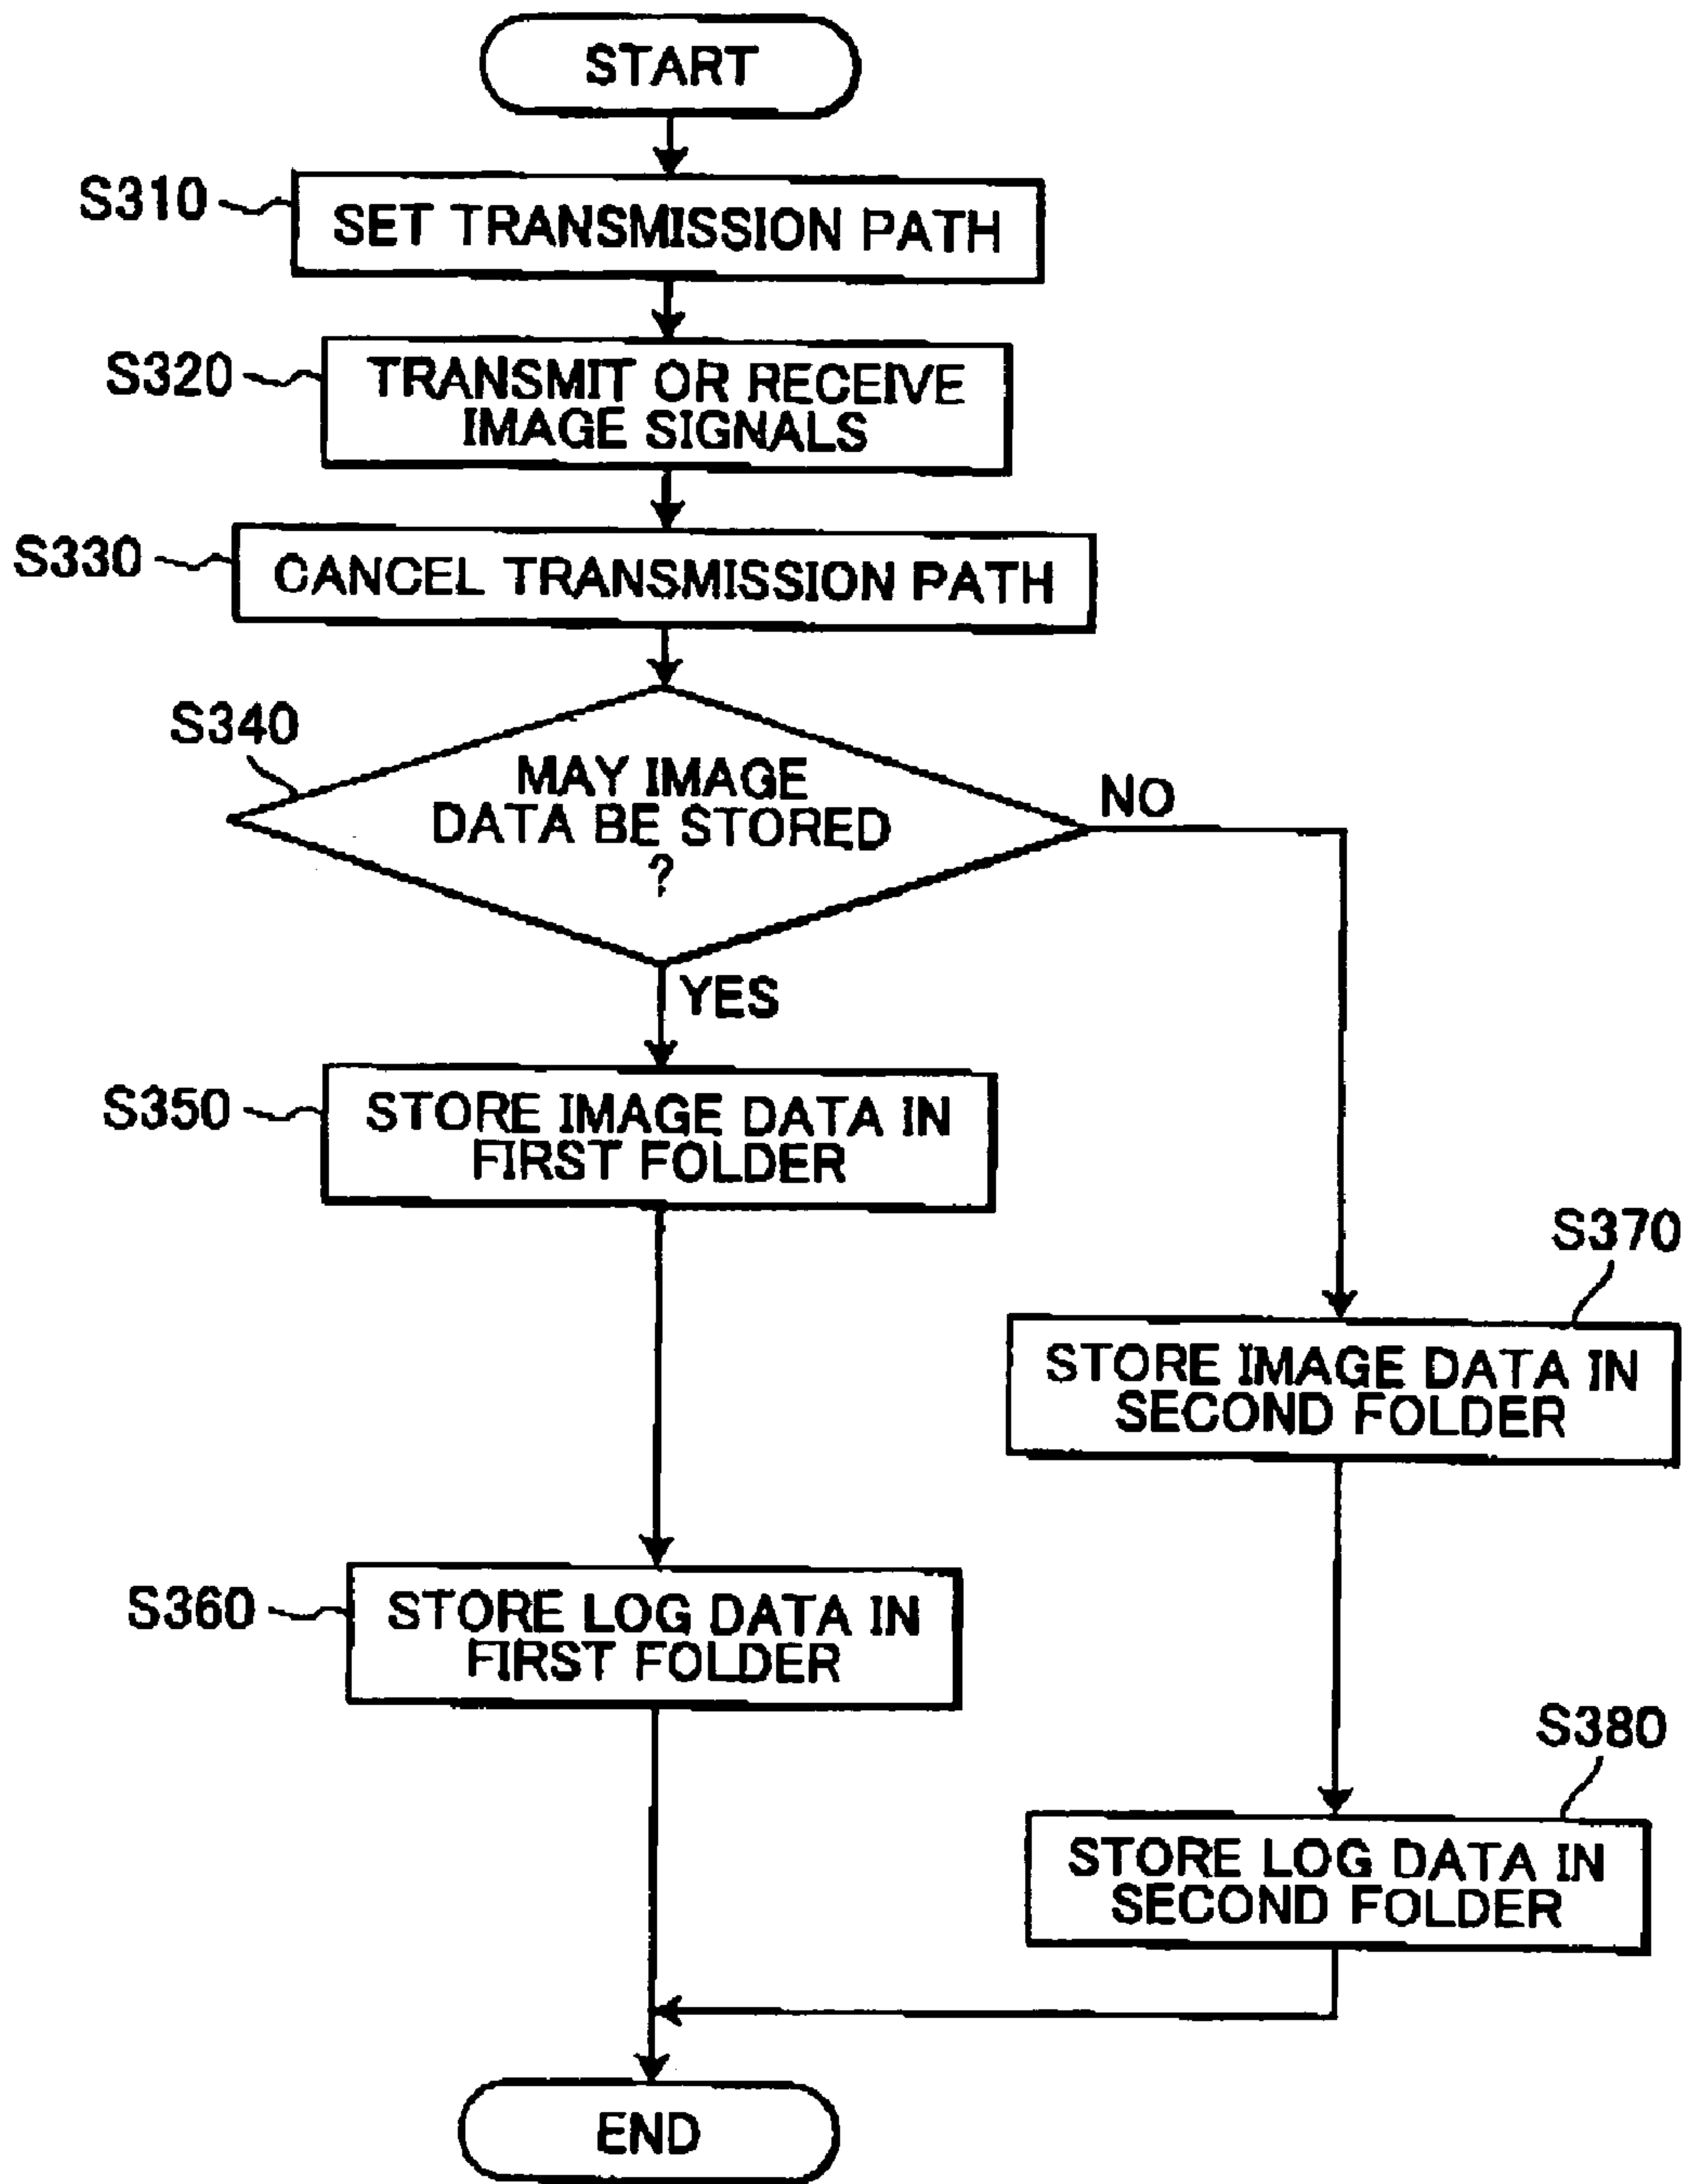 START
S310
SET TRANSMISSION PATH
S320
TRANSMIT OR RECEIVE
IMAGE SIGNALS
S330
CANCEL TRANSMISSION PATH
S340
MAY IMAGE
DATA BE STORED
?
NO
YES
S350
STORE IMAGE DATA IN
FIRST FOLDER
S370
STORE IMAGE DATA IN
SECOND FOLDER
S360
STORE LOG DATA IN
FIRST FOLDER
S380
STORE LOG DATA IN
SECOND FOLDER
END